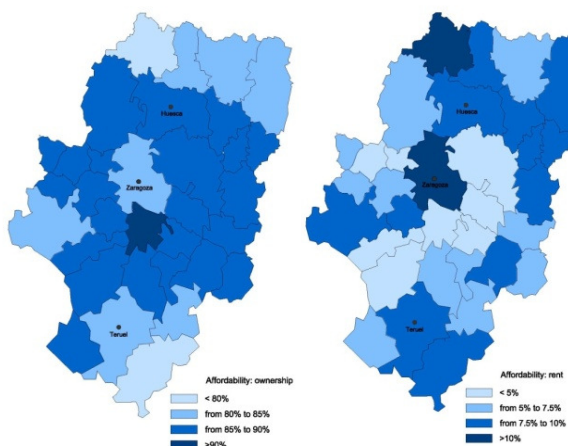 Huesca
Zaragoza
Teruel
Affordability: ownership
< 80%
from 80% to 85%
from 85% to 90%
>90%
Huesca
Zaragoza
Teruel
Affordability: rent
< 5%
from 5% to 7.5%
from 7.5% to 10%
>10%